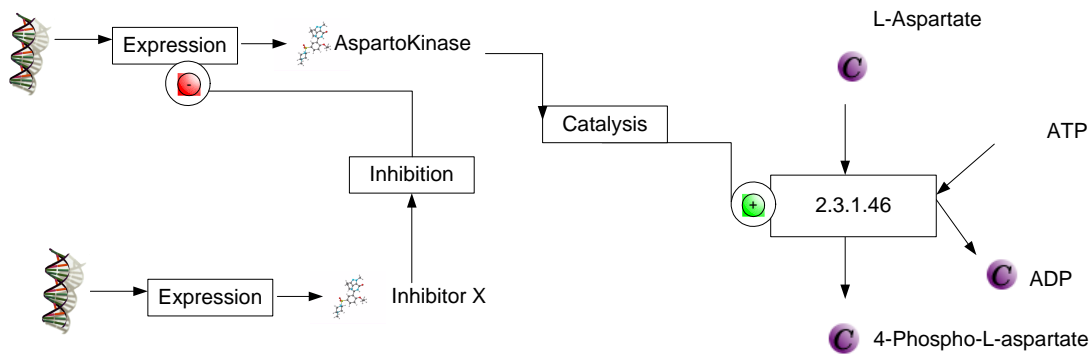 L-Aspartate
Expression
AspartoKinase
C
-
Catalysis
ATP
Inhibition
+
2.3.1.46
Expression
Inhibitor X
C
ADP
C
4-Phospho-L-aspartate